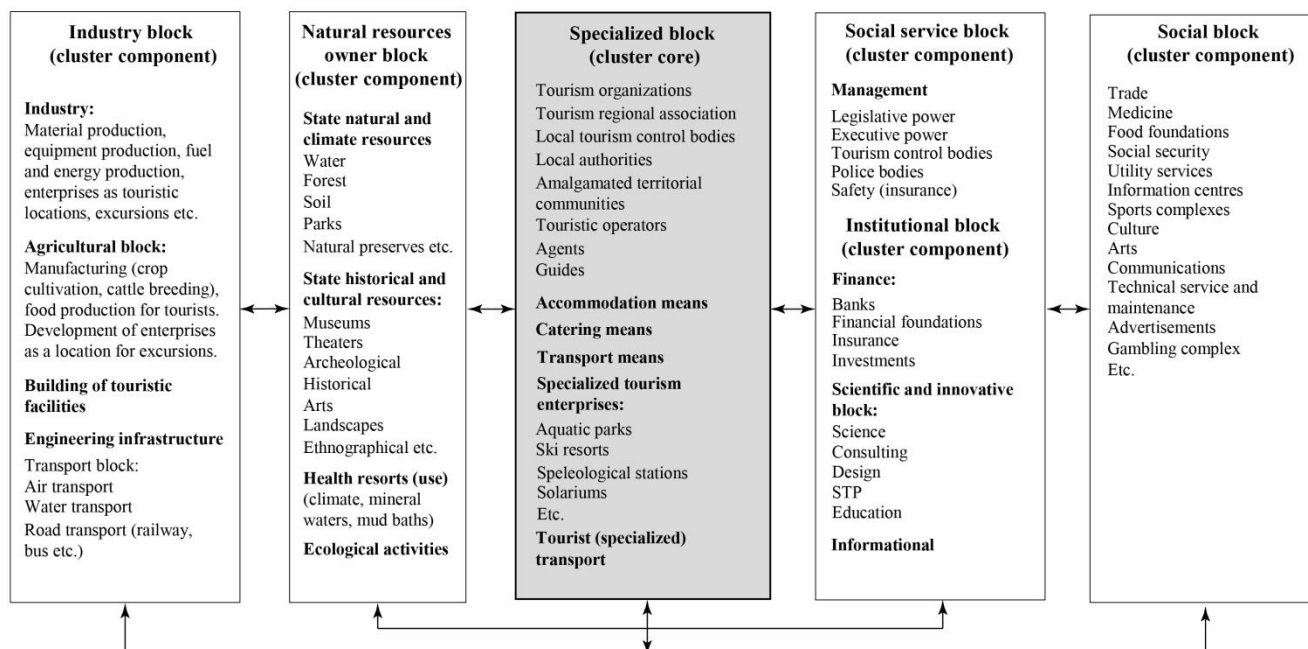 Industry block
(cluster component)
Industry:
Material production,
equipment production, fuel
and energy production,
enterprises as touristic
locations, excursions etc.
Agricultural block:
Manufacturing (crop
cultivation, cattle breeding),
food production for tourists.
Development of enterprises
as a location for excursions.
Building of touristic
facilities
Engineering infrastructure
Transport block:
Air transport
Water transport
Road transport (railway,
bus etc.)
Natural resources
owner block
(cluster component)
State natural and
climate resources
Water
Forest
Soil
Parks
Natural preserves etc.
State historical and
cultural resources:
Museums
Theaters
Archeological
Historical
Arts
Landscapes
Ethnographical etc.
Health resorts (use)
(climate, mineral
waters, mud baths)
Ecological activities
Specialized block
(cluster core)
Tourism organizations
Tourism regional association
Local tourism control bodies
Local authorities
Amalgamated territorial
communities
Touristic operators
Agents
Guides
Accommodation means
Catering means
Transport means
Specialized tourism
enterprises:
Aquatic parks
Ski resorts
Speleological stations
Solariums
Etc.
Tourist (specialized)
transport
Social service block
(cluster component)
Management
Legislative power
Executive power
Tourism control bodies
Police bodies
Safety (insurance)
Institutional block
(cluster component)
Finance:
Banks
Financial foundations
Insurance
Investments
Scientific and innovative
block:
Science
Consulting
Design
STP
Education
Informational
Social block
(cluster component)
Trade
Medicine
Food foundations
Social security
Utility services
Information centres
Sports complexes
Culture
Arts
Communications
Technical service and
maintenance
Advertisements
Gambling complex
Etc.